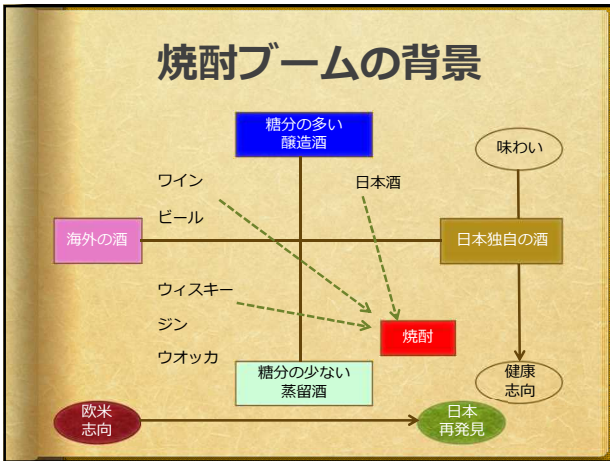 焼酎ブームの背景
糖分の多い
醸造酒
味わい
ワイン
日本酒
ビール
海外の酒
日本独自の酒
ウィスキー
ジン
焼酎
ウオッカ
糖分の少ない
蒸留酒
健康
志向
欧米
志向
日本
再発見